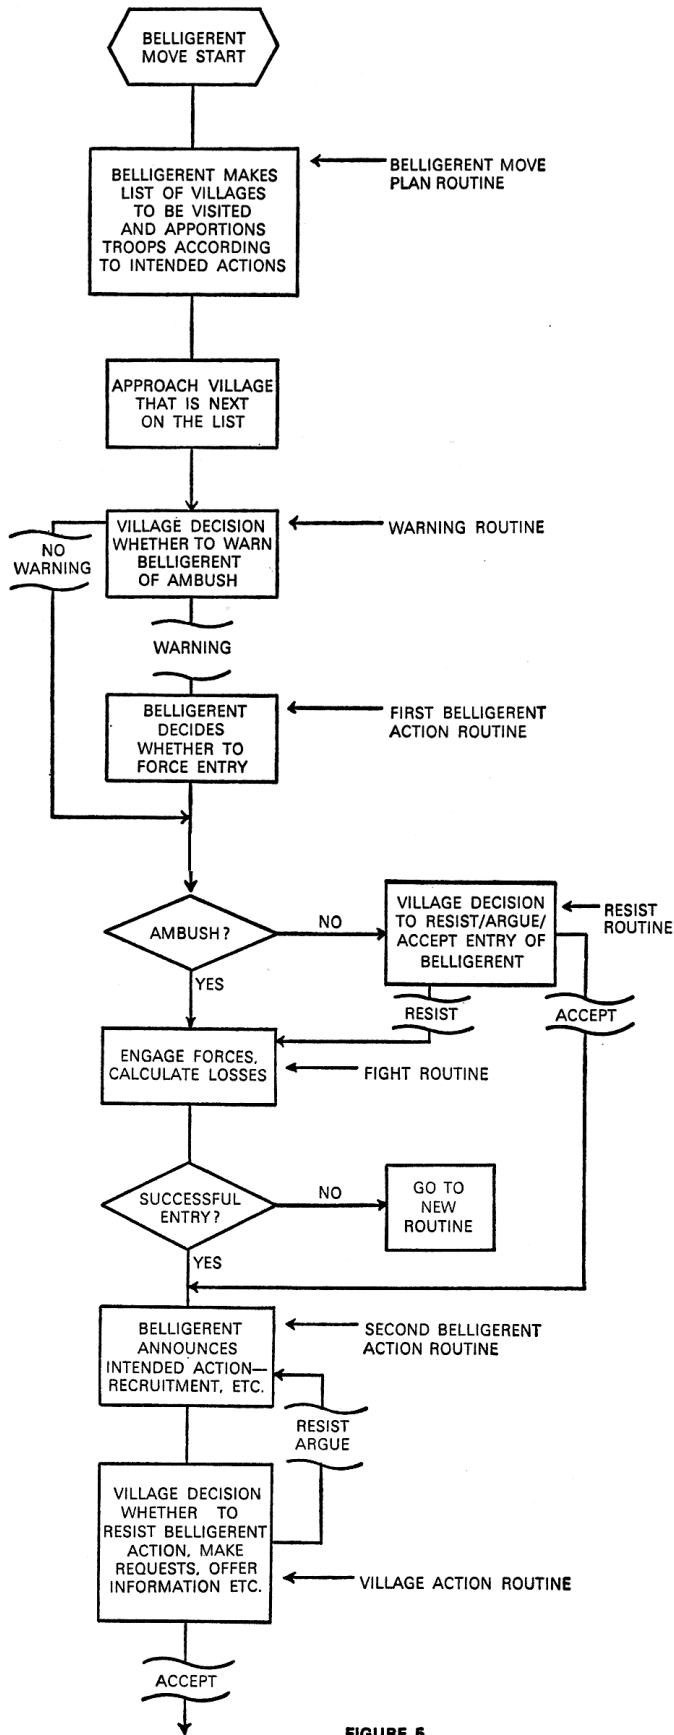 BELLIGERENT
MOVE START
BELLIGERENT MAKES
LIST OF VILLAGES
TO BE VISITED
AND APPORTIONS
TROOPS ACCORDING
TO INTENDED ACTIONS
BELLIGERENT MOVE
PLAN ROUTINE
APPROACH VILLAGE
THAT IS NEXT
ON THE LIST
VILLAGE DECISION
WHETHER TO WARN
BELLIGERENT
OF AMBUSH
WARNING ROUTINE
NO
WARNING
WARNING
BELLIGERENT
DECIDES
WHETHER TO
FORCE ENTRY
FIRST BELLIGERENT
ACTION ROUTINE
AMBUSH?
NO
VILLAGE DECISION
TO RESIST/ARGUE/
ACCEPT ENTRY OF
BELLIGERENT
RESIST
ROUTINE
YES
RESIST
ACCEPT
ENGAGE FORCES,
CALCULATE LOSSES
FIGHT ROUTINE
SUCCESSFUL
ENTRY?
NO
GO TO
NEW
ROUTINE
YES
BELLIGERENT
ANNOUNCES
INTENDED ACTION—
RECRUITMENT, ETC.
SECOND BELLIGERENT
ACTION ROUTINE
RESIST
ARGUE
VILLAGE DECISION
WHETHER TO
RESIST BELLIGERENT
ACTION, MAKE
REQUESTS, OFFER
INFORMATION ETC.
VILLAGE ACTION ROUTINE
ACCEPT
FIGURE 5